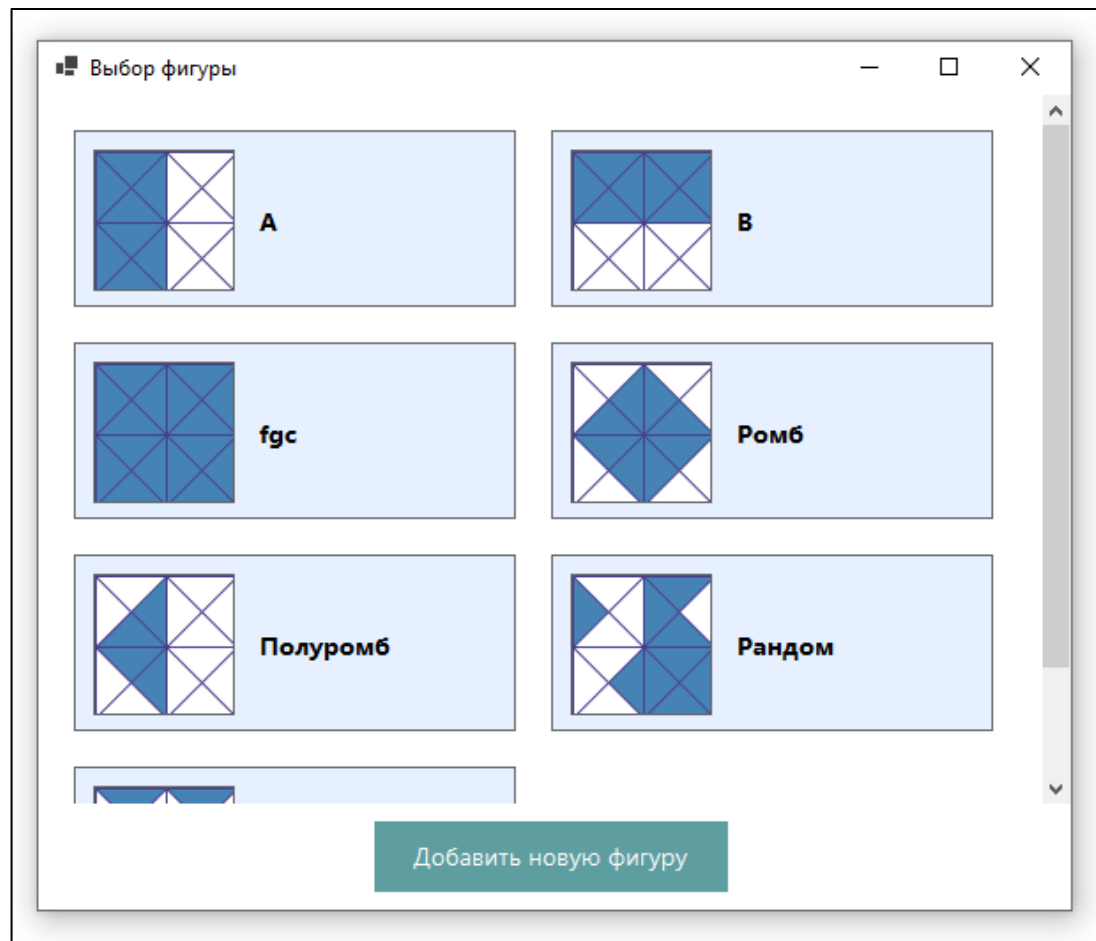 Выбор фигуры
A
B
fgc
Ромб
Полуромб
Рандом
Добавить новую фигуру